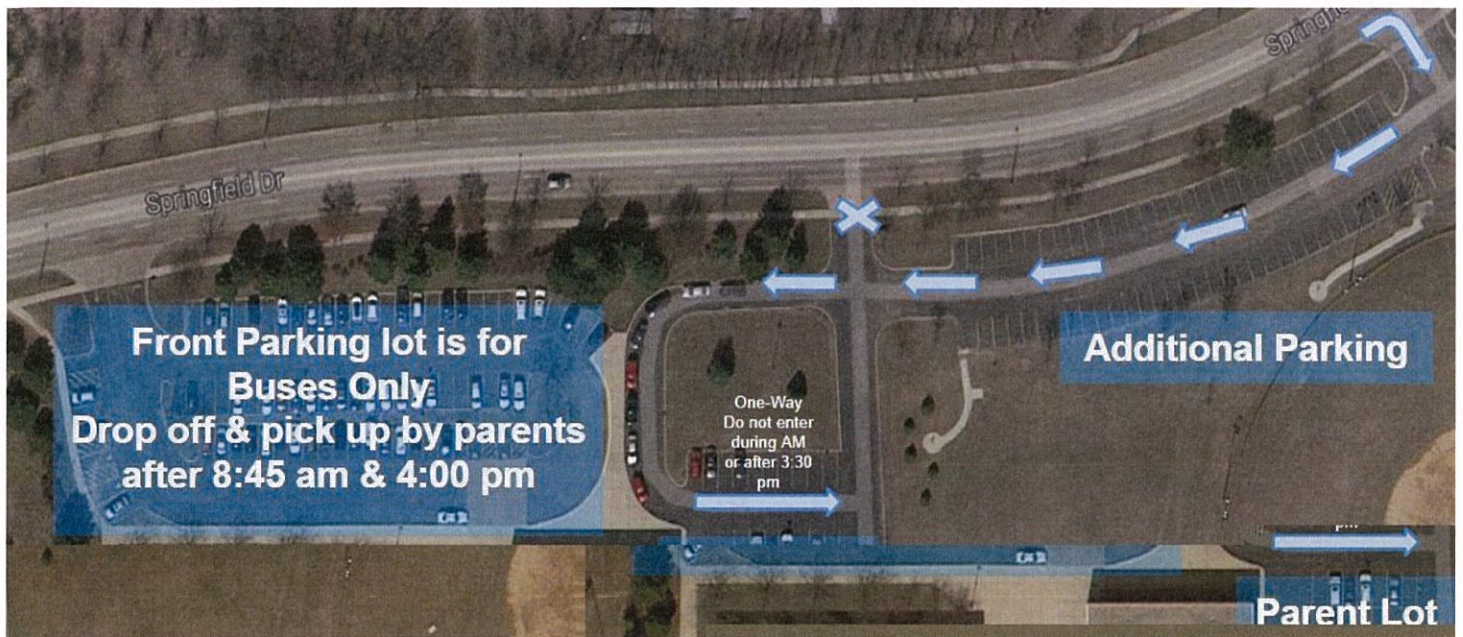 Springfield Dr
Springfie
Front Parking lot is for
Buses Only
Drop off & pick up by parents
after 8:45 am & 4:00 pm
Additional Parking
One-Way
Do not enter
during AM
or after 3:30
pm
Parent Lot